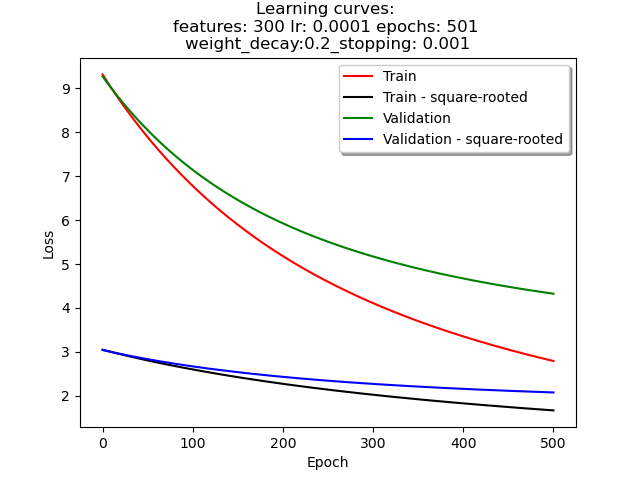 Learning curves:
features: 300 lr: 0.0001 epochs: 501
weight_decay:0.2_stopping: 0.001
Train
Train - square-rooted
Validation
Validation - square-rooted
Loss
9
8
7
6
5
4
3
2
0 100 200 300 400 500
Epoch